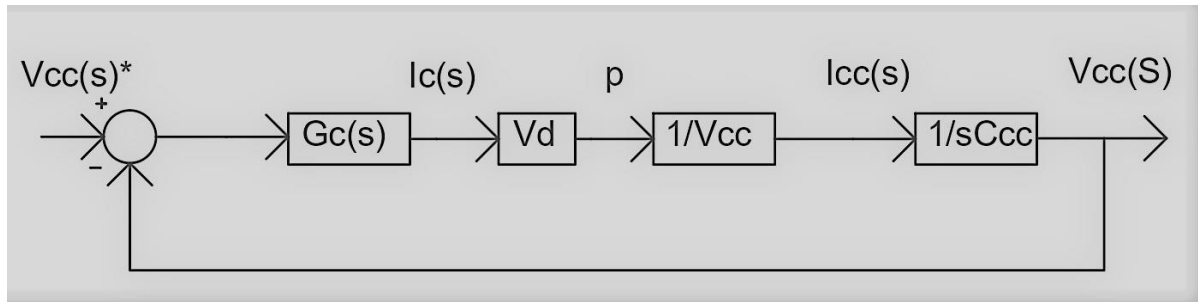 Vcc(s)*
Ic(s)
p
Icc(s)
Vcc(S)
+
-
Gc(s)
Vd
1/Vcc
1/sCcc